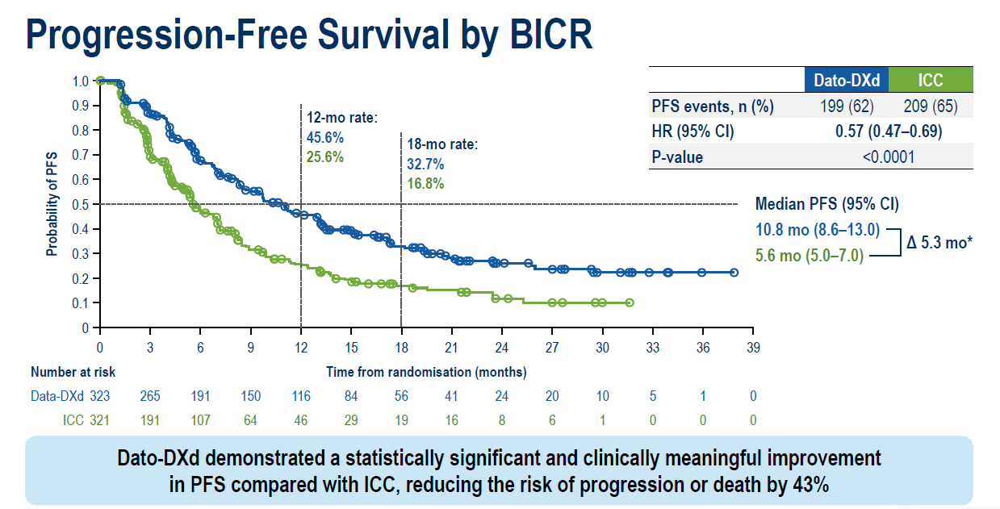 Progression-Free Survival by BICR
Dato-DXd ICC
PFS events, n (%) 199 (62) 209 (65)
HR (95% CI) 0.57 (0.47–0.69)
P-value <0.0001
Probability of PFS
1.0
0.9
0.8
0.7
0.6
0.5
0.4
0.3
0.2
0.1
0
12-mo rate:
45.6%
25.6%
18-mo rate:
32.7%
16.8%
Median PFS (95% CI)
10.8 mo (8.6–13.0)
5.6 mo (5.0–7.0)
Δ 5.3 mo*
0 3 6 9 12 15 18 21 24 27 30 33 36 39
Number at risk
Time from randomisation (months)
Data-DXd 323 265 191 150 116 84 56 41 24 20 10 5 1 0
ICC 321 191 107 64 46 29 19 16 8 6 1 0 0 0
Dato-DXd demonstrated a statistically significant and clinically meaningful improvement
in PFS compared with ICC, reducing the risk of progression or death by 43%